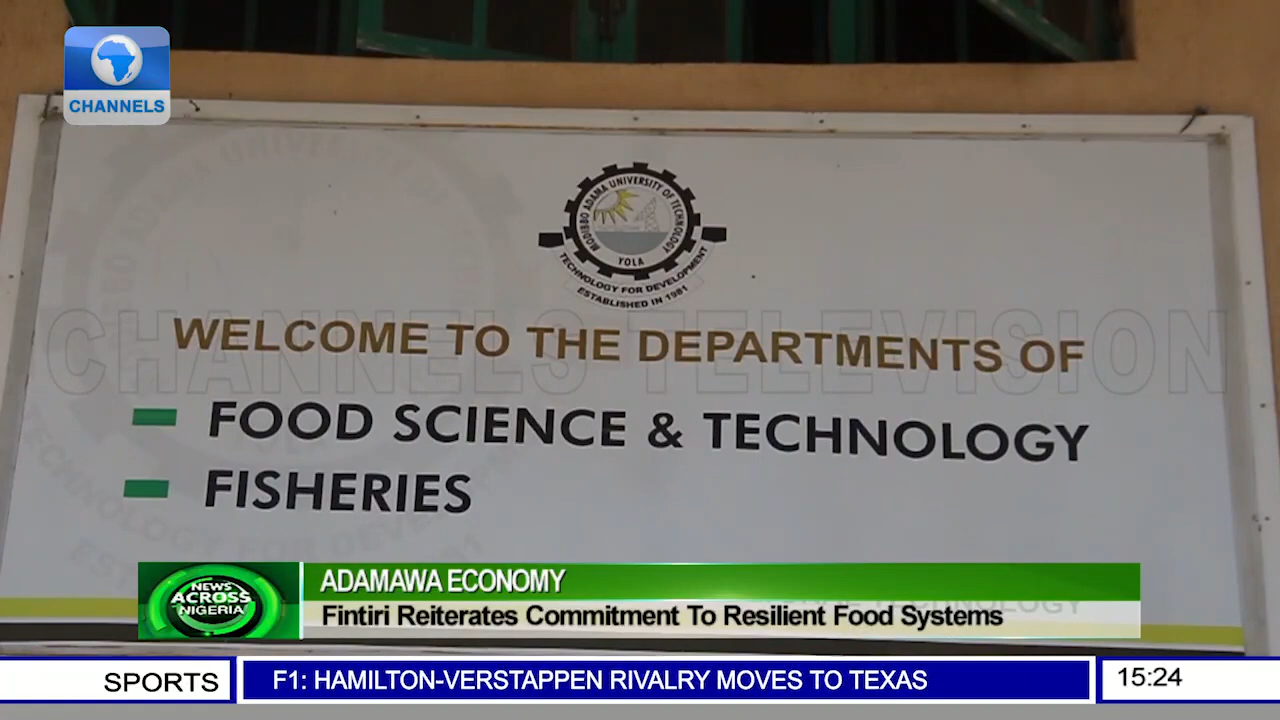 CHANNELS
MODIBBO ADAMA UNIVERSITY OF TECHNOLOGY
YOLA
TECHNOLOGY FOR DEVELOPMENT
ESTABLISHED IN 1981
CHANNELS TELEVISION
WELCOME TO THE DEPARTMENTS OF
FOOD SCIENCE & TECHNOLOGY
FISHERIES
NEWS
ACROSS
NIGERIA
ADAMAWA ECONOMY
Fintiri Reiterates Commitment To Resilient Food Systems
SPORTS
F1: HAMILTON-VERSTAPPEN RIVALRY MOVES TO TEXAS
15:24